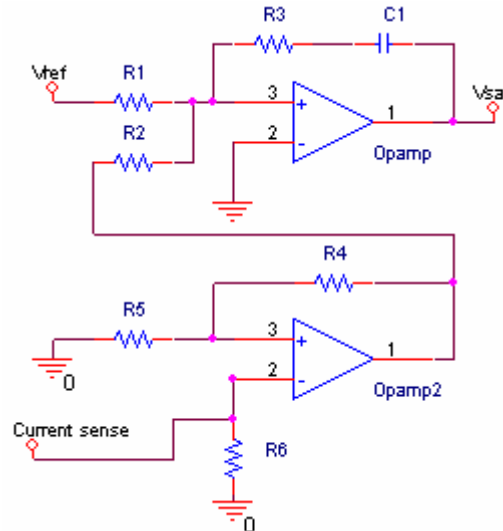 R3
C1
Vref
R1
Vsa
R2
3
+
1
2
-
Opamp
R4
R5
3
+
1
2
-
Opamp2
0
Current sense
R6
0